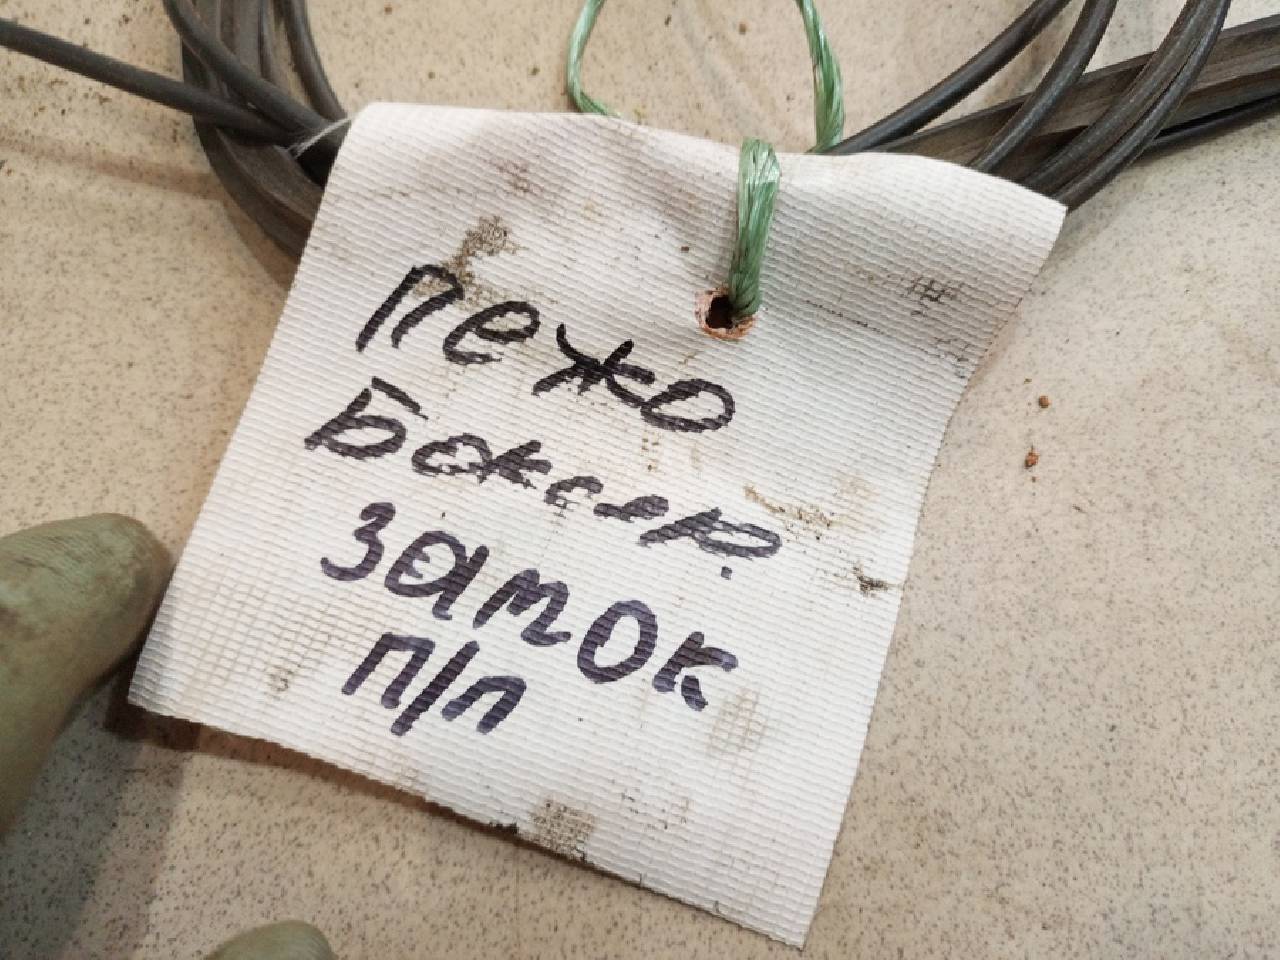 Пежо
Боксер.
замок
п/л